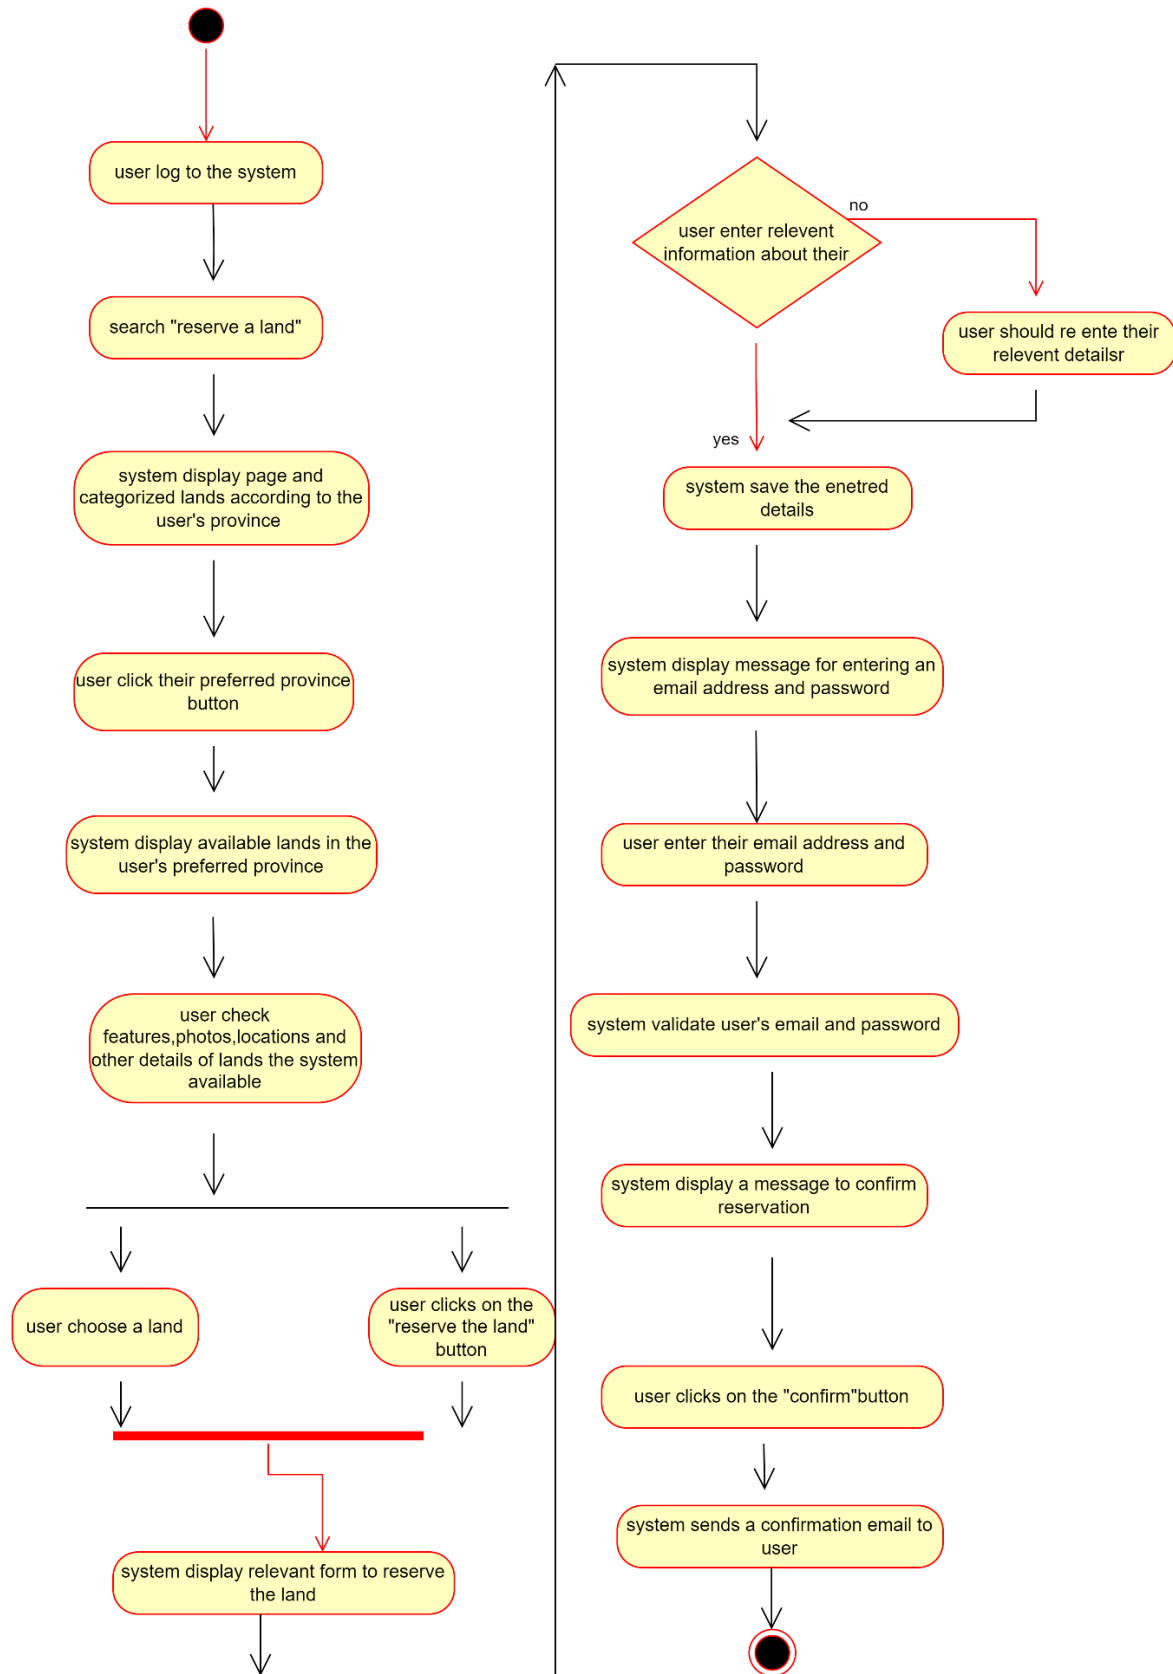 user log to the system
search "reserve a land"
system display page and
categorized lands according to the
user's province
user click their preferred province
button
system display available lands in the
user's preferred province
user check
features,photos,locations and
other details of lands the system
available
user choose a land
user clicks on the
"reserve the land"
button
system display relevant form to reserve
the land
user enter relevent
information about their
no
user should re ente their
relevent detailsr
yes
system save the enetred
details
system display message for entering an
email address and password
user enter their email address and
password
system validate user's email and password
system display a message to confirm
reservation
user clicks on the "confirm"button
system sends a confirmation email to
user